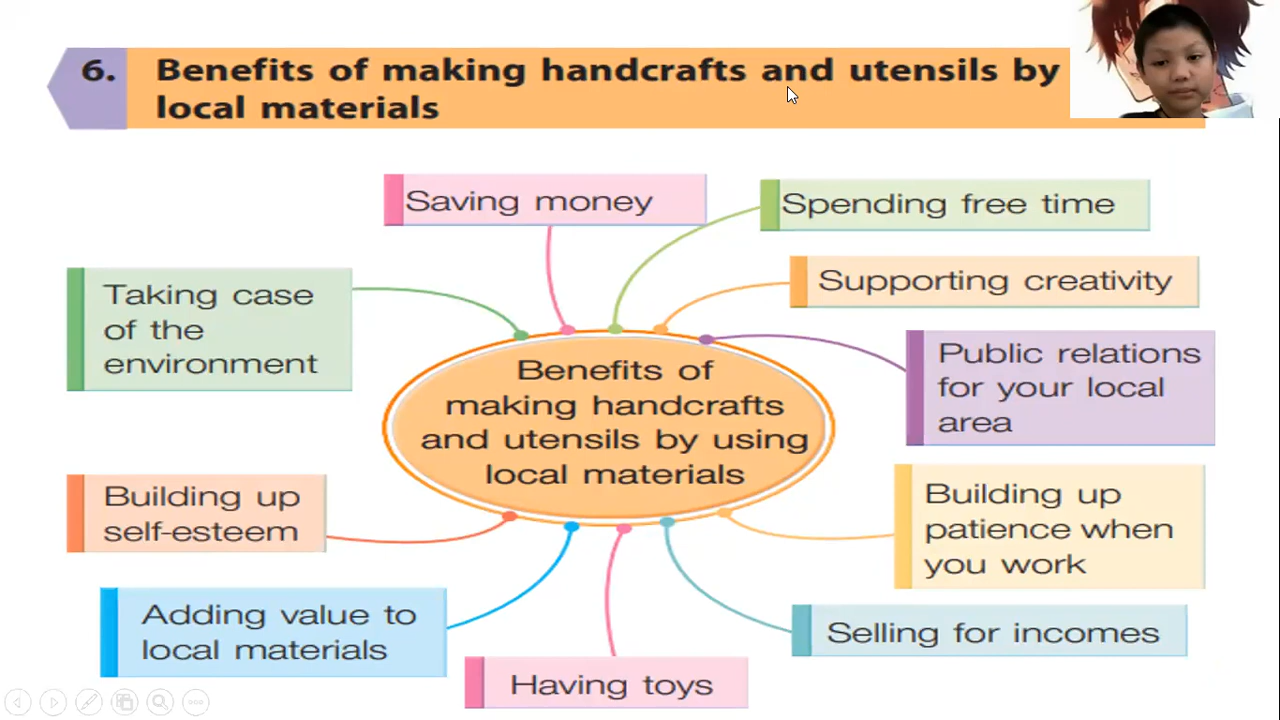 6.
Benefits of making handcrafts and utensils by
local materials
Saving money
Spending free time
Supporting creativity
Taking case
of the
environment
Public relations
for your local
area
Benefits of
making handcrafts
and utensils by using
local materials
Building up
self-esteem
Building up
patience when
you work
Adding value to
local materials
Selling for incomes
Having toys